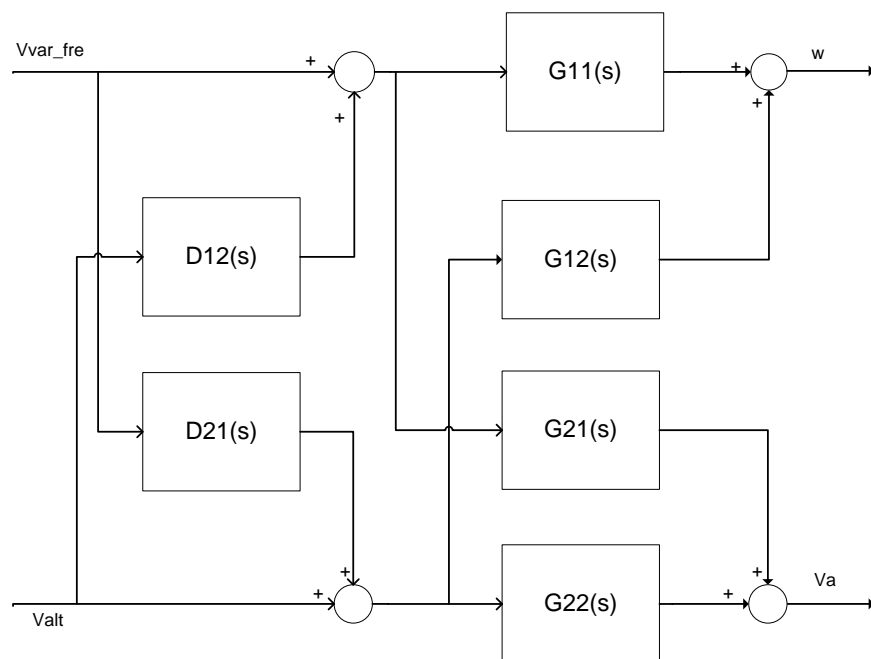 Vvar_fre
+
+
G11(s)
+
+
w
D12(s)
G12(s)
D21(s)
G21(s)
Valt
+
+
G22(s)
+
+
Va